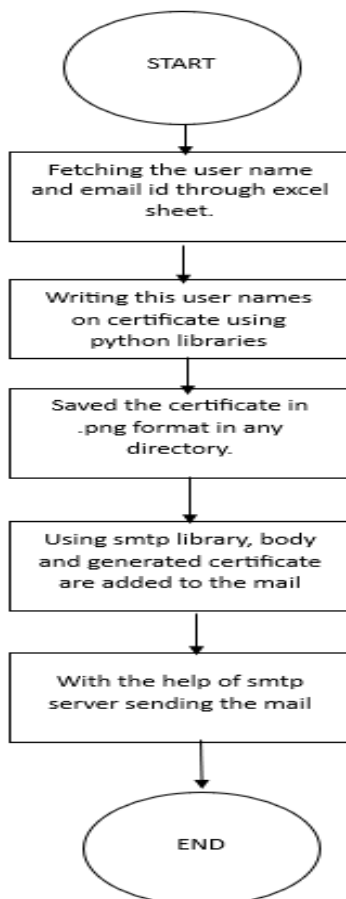 START
Fetching the user name
and email id through excel
sheet.
Writing this user names
on certificate using
python libraries
Saved the certificate in
.png format in any
directory.
Using smtp library, body
and generated certificate
are added to the mail
With the help of smtp
server sending the mail
END